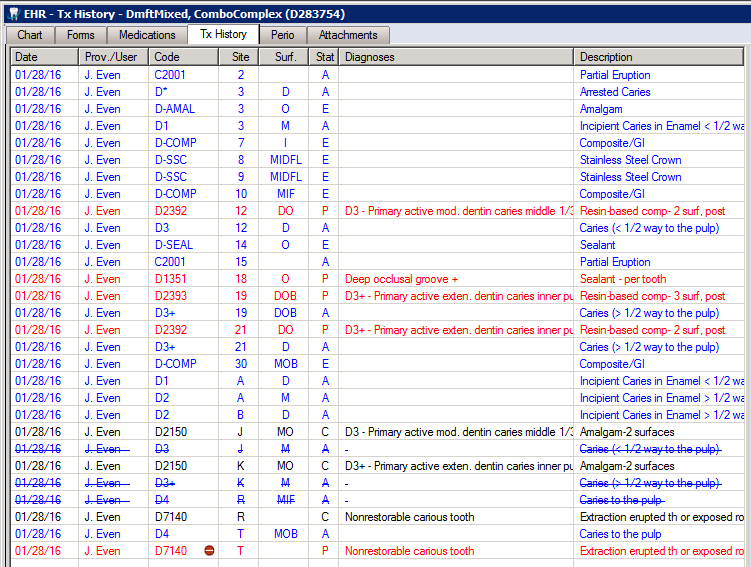 EHR - Tx History - DmftMixed, ComboComplex (D283754)
Chart Forms Medications Tx History Perio Attachments
Date Prov./User Code Site Surf. Stat Diagnoses Description
01/28/16 J. Even C2001 2 A Partial Eruption
01/28/16 J. Even D* 3 D A Arrested Caries
01/28/16 J. Even D-AMAL 3 O E Amalgam
01/28/16 J. Even D1 3 M A Incipient Caries in Enamel < 1/2 wa
01/28/16 J. Even D-COMP 7 I E Composite/GI
01/28/16 J. Even D-SSC 8 MIDFL E Stainless Steel Crown
01/28/16 J. Even D-SSC 9 MIDFL E Stainless Steel Crown
01/28/16 J. Even D-COMP 10 MIF E Composite/GI
01/28/16 J. Even D2392 12 DO P D3 - Primary active mod. dentin caries middle 1/3 Resin-based comp- 2 surf, post
01/28/16 J. Even D3 12 D A Caries (< 1/2 way to the pulp)
01/28/16 J. Even D-SEAL 14 O E Sealant
01/28/16 J. Even C2001 15 A Partial Eruption
01/28/16 J. Even D1351 18 O P Deep occlusal groove + Sealant - per tooth
01/28/16 J. Even D2393 19 DOB P D3+ - Primary active exten. dentin caries inner pu Resin-based comp- 3 surf, post
01/28/16 J. Even D3+ 19 DOB A Caries (> 1/2 way to the pulp)
01/28/16 J. Even D2392 21 DO P D3+ - Primary active exten. dentin caries inner pu Resin-based comp- 2 surf, post
01/28/16 J. Even D3+ 21 D A Caries (> 1/2 way to the pulp)
01/28/16 J. Even D-COMP 30 MOB E Composite/GI
01/28/16 J. Even D1 A D A Incipient Caries in Enamel < 1/2 wa
01/28/16 J. Even D2 A M A Incipient Caries in Enamel > 1/2 wa
01/28/16 J. Even D2 B D A Incipient Caries in Enamel > 1/2 wa
01/28/16 J. Even D2150 J MO C D3 - Primary active mod. dentin caries middle 1/3 Amalgam-2 surfaces
01/28/16 J. Even D3 J M A - Caries (< 1/2 way to the pulp)
01/28/16 J. Even D2150 K MO C D3+ - Primary active exten. dentin caries inner pu Amalgam-2 surfaces
01/28/16 J. Even D3+ K M A - Caries (> 1/2 way to the pulp)
01/28/16 J. Even D4 R MIF A - Caries to the pulp
01/28/16 J. Even D7140 R C Nonrestorable carious tooth Extraction erupted th or exposed ro
01/28/16 J. Even D4 T MOB A Caries to the pulp
01/28/16 J. Even D7140 T P Nonrestorable carious tooth Extraction erupted th or exposed ro